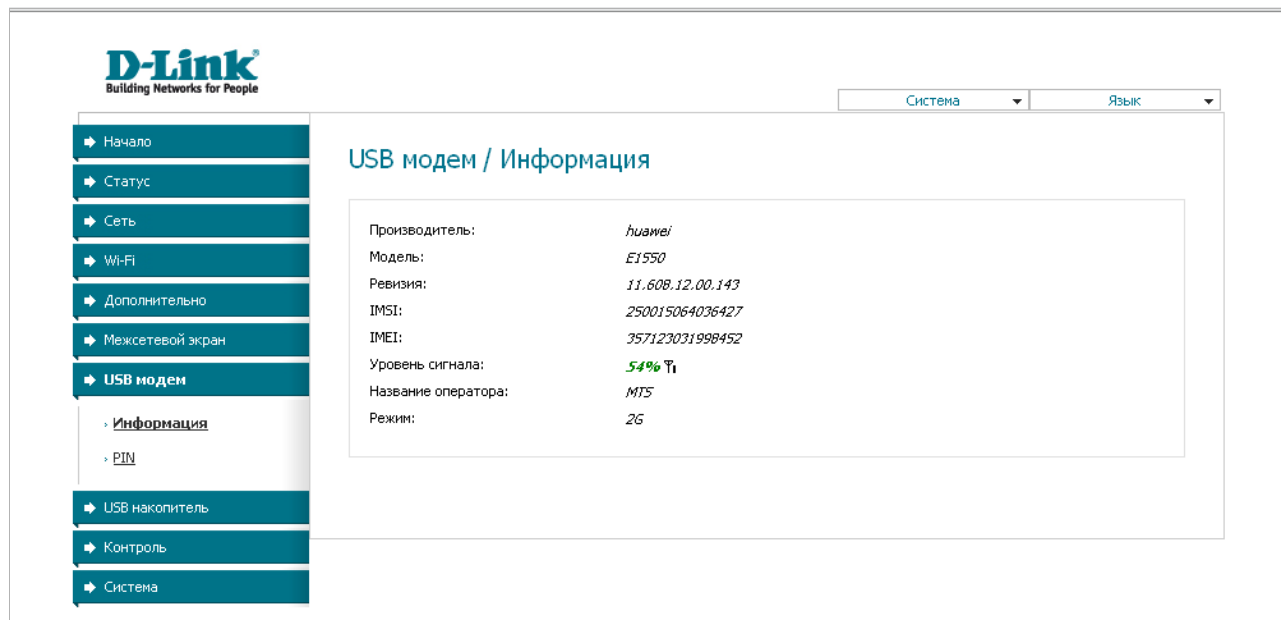 D-Link
Building Networks for People
Система
Язык
Начало
Статус
Сеть
Wi-Fi
Дополнительно
Межсетевой экран
USB модем
Информация
PIN
USB накопитель
Контроль
Система
USB модем / Информация
Производитель: huawei
Модель: E1550
Ревизия: 11.608.12.00.143
IMSI: 250015064036427
IMEI: 357123031998452
Уровень сигнала: 54%
Название оператора: МТS
Режим: 2G